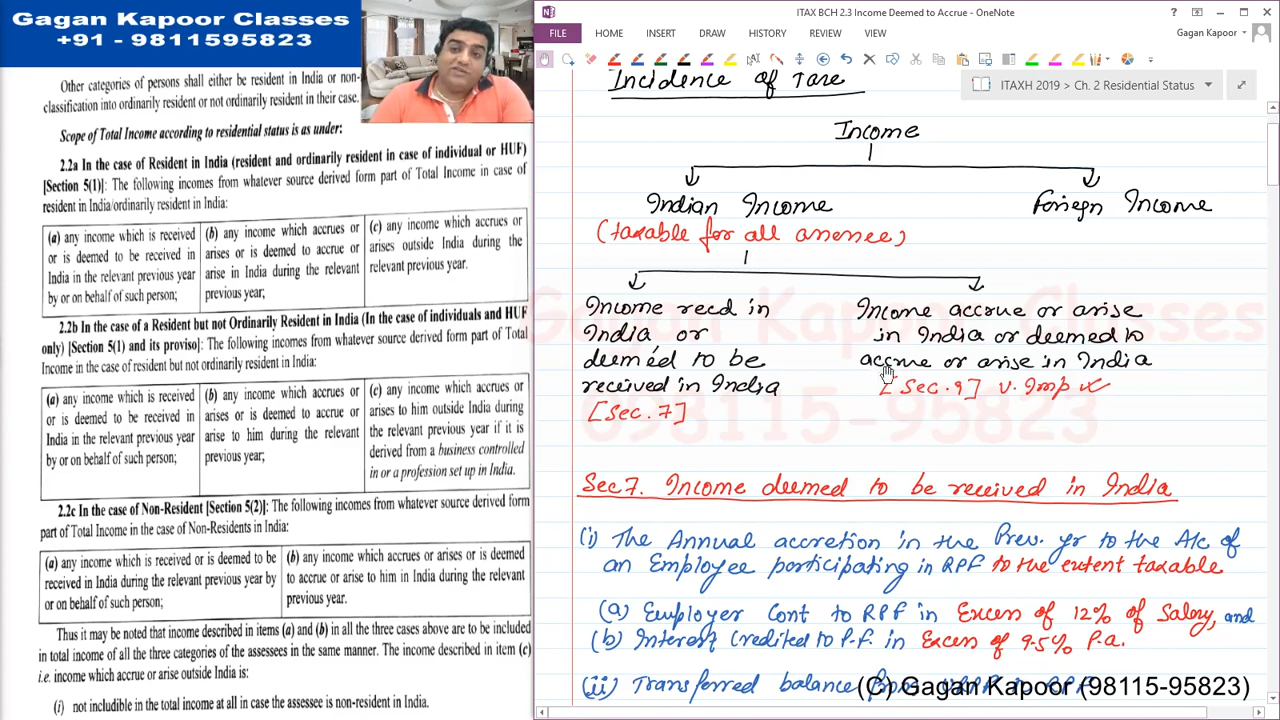 Gagan Kapoor Classes
+91 - 9811595823
Other categories of persons shall either be resident in India or non-
classification into ordinarily resident or not ordinarily resident in their case.
Scope of Total Income according to residential status is as under:
2.2a In the case of Resident in India (resident and ordinarily resident in case of individual or HUF)
[Section 5(1)]: The following incomes from whatever source derived form part of Total Income in case of
resident in India/ordinarily resident in India:
(a) any income which is received
or is deemed to be received in
India in the relevant previous year
by or on behalf of such person;
(b) any income which accrues or
arises or is deemed to accrue or
arise in India during the relevant
previous year;
(c) any income which accrues or
arises outside India during the
relevant previous year.
2.2b In the case of a Resident but not Ordinarily Resident in India (In the case of individuals and HUF
only) [Section 5(1) and its proviso]: The following incomes from whatever source derived form part of Total
Income in the case of resident but not ordinarily resident in India:
(a) any income which is received
or is deemed to be received in
India in the relevant previous year
by or on behalf of such person;
(b) any income which accrues or
arises or is deemed to accrue or
arise to him during the relevant
previous year;
(c) any income which accrues or
arises to him outside India during
the relevant previous year if it is
derived from a business controlled
in or a profession set up in India.
2.2c In the case of Non-Resident [Section 5(2)]: The following incomes from whatever source derived form
part of Total Income in the case of Non-Residents in India:
(a) any income which is received or is deemed to be
received in India during the relevant previous year by
or on behalf of such person;
(b) any income which accrues or arises or is deemed
to accrue or arise to him in India during the relevant
previous year.
Thus it may be noted that income described in items (a) and (b) in all the three cases above are to be included
in total income of all the three categories of the assessees in the same manner. The income described in item (c)
i.e. income which accrue or arise outside India is:
(i) not includible in the total income at all in case the assessee is non-resident in India.
ITAX BCH 2.3 Income Deemed to Accrue - OneNote
FILE HOME INSERT DRAW HISTORY REVIEW VIEW
Gagan Kapoor
ITAXH 2019 > Ch. 2 Residential Status
Incidence of Taxe
Income
Indian Income
Foriegn Income
(taxable for all assessee)
Income recd in
India or
deemed to be
received in India
[Sec. 7]
Income accrue or arise
in India or deemed to
accrue or arise in India
[Sec. 9] v. Imp
Gagan Kapoor Classes
098115-95823
Sec 7. Income deemed to be received in India
(i) The Annual accretion in the Prev. yr to the A/c of
an Employee participating in RPF to the extent taxable
(a) Employer Cont to RPF in Excess of 12% of Salary, and
(b) Interest Credited to P.F. in Excess of 9.5% p.a.
(ii) Transferred balance
(C) Gagan Kapoor (98115-95823)